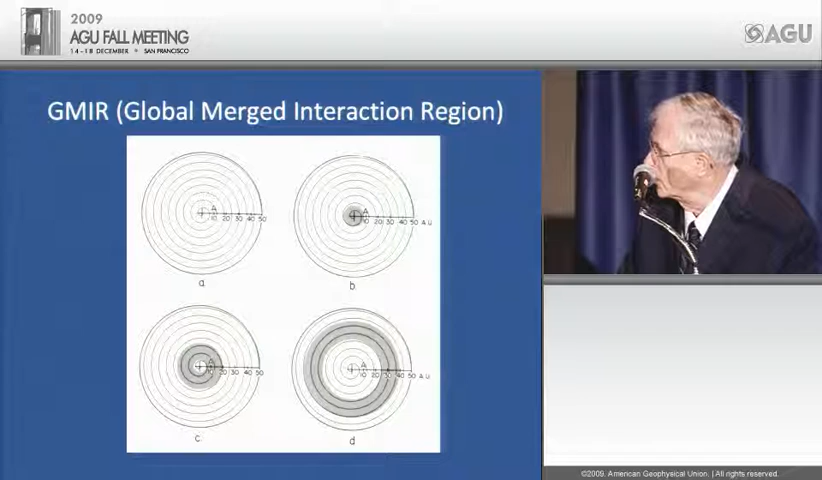 2009
AGU FALL MEETING
14-18 DECEMBER • SAN FRANCISCO
AGU
GMIR (Global Merged Interaction Region)
A
10 20 30 40 50
a.
A
10 20 30 40 50 A U
b.
A
10 20 30 40 50
c
A
10 20 30 40 50 A U
d
©2009. American Geophysical Union. | All rights reserved.